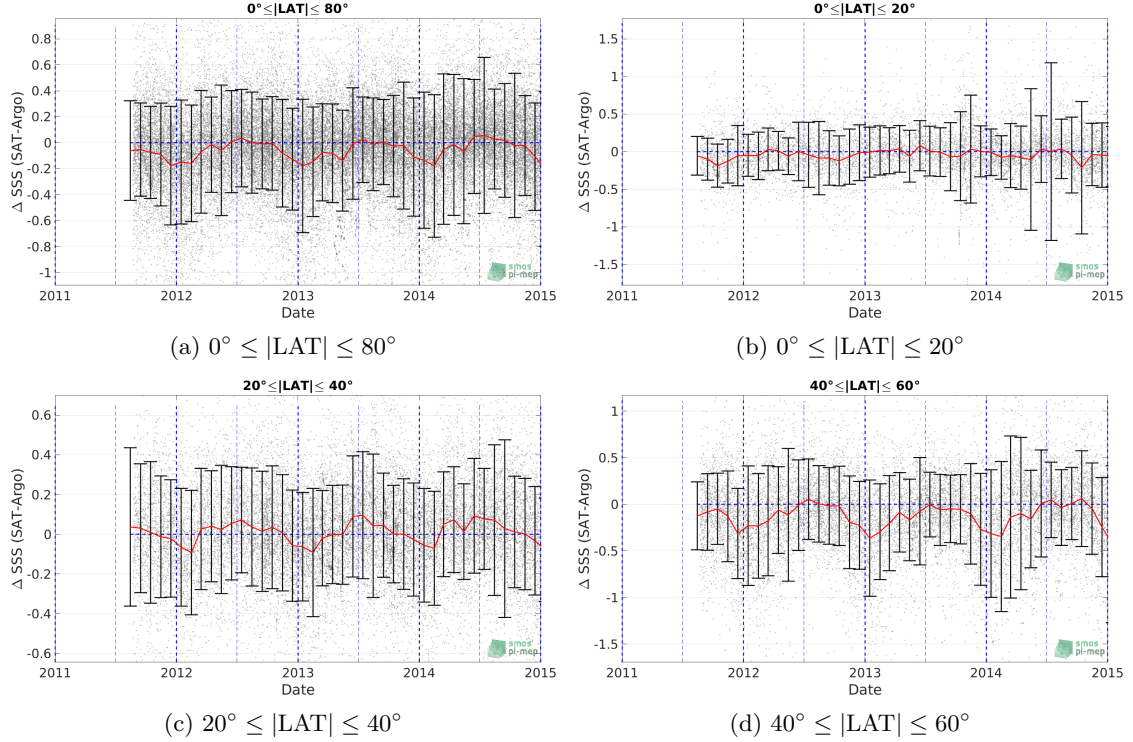 0°≤|LAT|≤ 80°
Δ SSS (SAT-Argo)
0.8
0.6
0.4
0.2
0
-0.2
-0.4
-0.6
-0.8
-1
2011
2012
2013
2014
2015
Date
smos
pi-mep
(a) 0° ≤ |LAT| ≤ 80°
0°≤|LAT|≤ 20°
Δ SSS (SAT-Argo)
1.5
1
0.5
0
-0.5
-1
-1.5
2011
2012
2013
2014
2015
Date
smos
pi-mep
(b) 0° ≤ |LAT| ≤ 20°
20°≤|LAT|≤ 40°
Δ SSS (SAT-Argo)
0.6
0.4
0.2
0
-0.2
-0.4
-0.6
2011
2012
2013
2014
2015
Date
smos
pi-mep
(c) 20° ≤ |LAT| ≤ 40°
40°≤|LAT|≤ 60°
Δ SSS (SAT-Argo)
1
0.5
0
-0.5
-1
-1.5
2011
2012
2013
2014
2015
Date
smos
pi-mep
(d) 40° ≤ |LAT| ≤ 60°